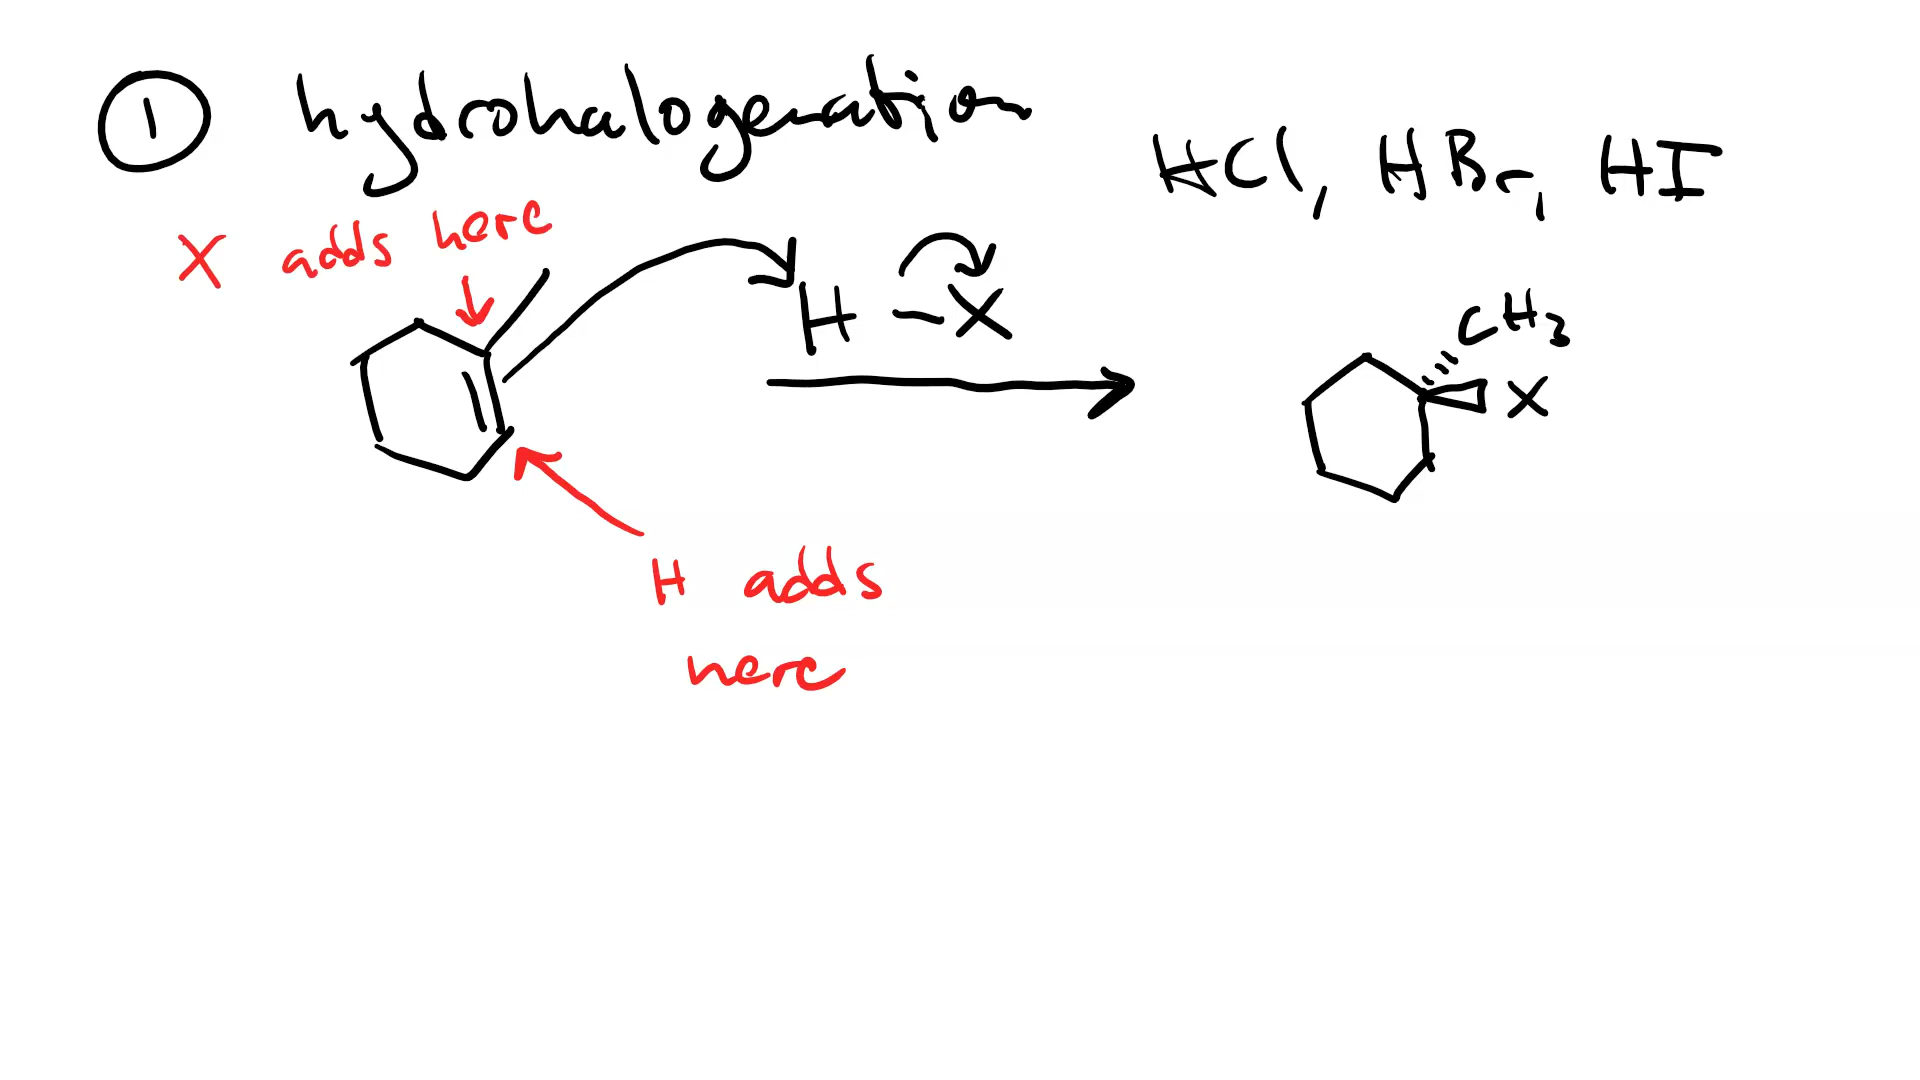 ① hydrohalogenation
HCl, HBr, HI
X adds here
H - X
CH3
X
H adds
here